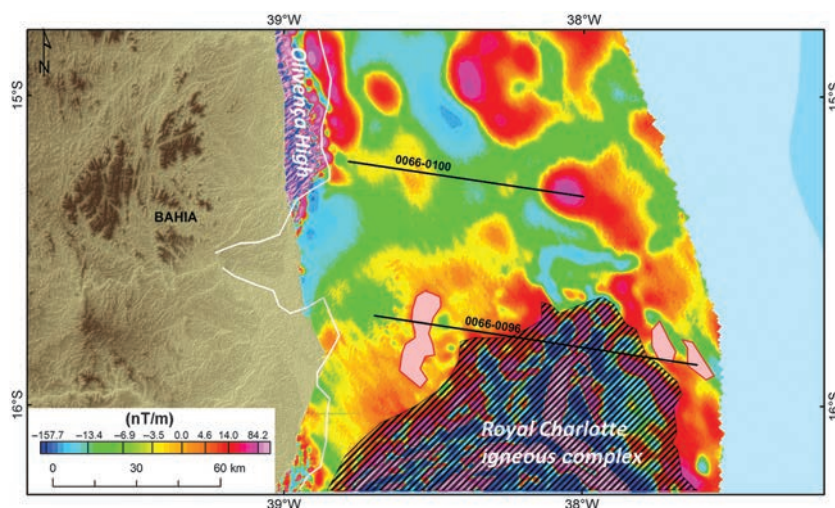 39°W
38°W
N
Olivença High
15°S
15°S
0066-0100
BAHIA
0066-0096
16°S
16°S
(nT/m)
−157.7 −13.4 −6.9 −3.5 0.0 4.6 14.0 84.2
0 30 60 km
Royal Charlotte
igneous complex
39°W
38°W